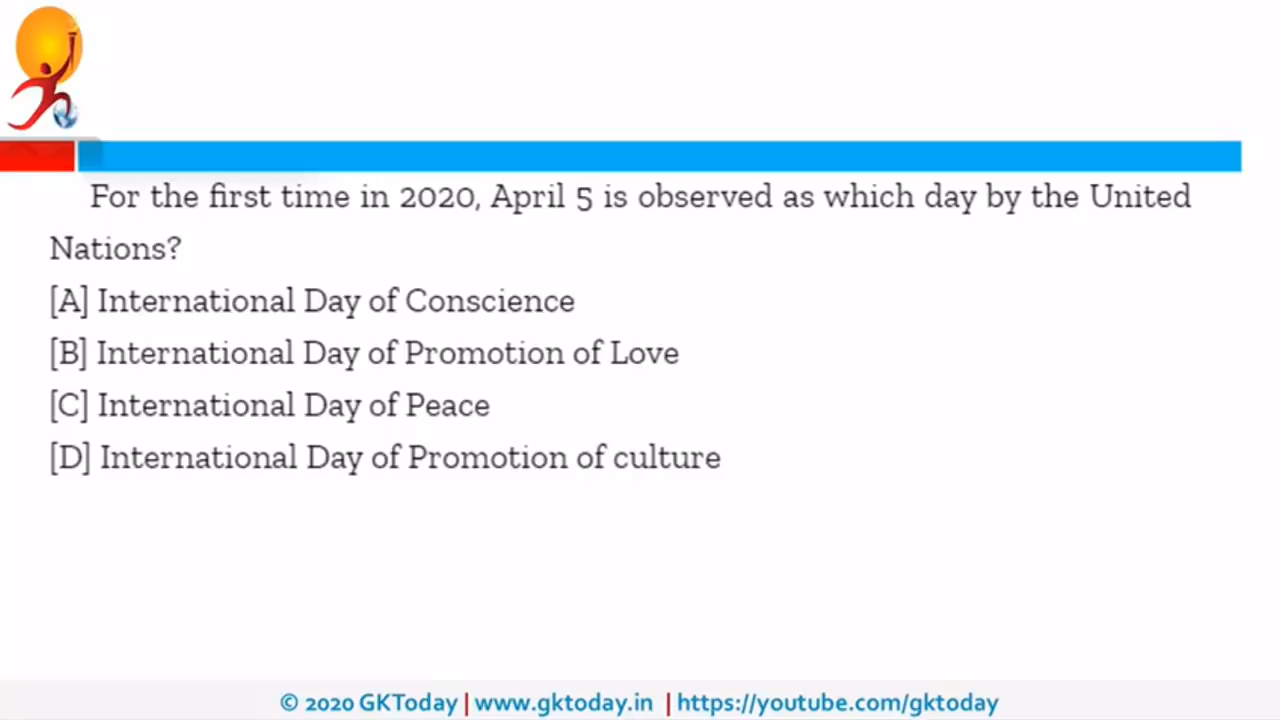 For the first time in 2020, April 5 is observed as which day by the United
Nations?
[A] International Day of Conscience
[B] International Day of Promotion of Love
[C] International Day of Peace
[D] International Day of Promotion of culture
© 2020 GKToday | www.gktoday.in | https://youtube.com/gktoday